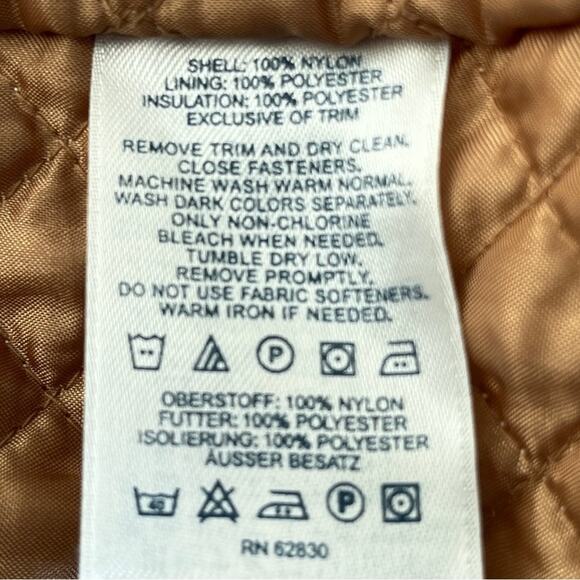 SHELL: 100% NYLON
LINING: 100% POLYESTER
INSULATION: 100% POLYESTER
EXCLUSIVE OF TRIM
REMOVE TRIM AND DRY CLEAN.
CLOSE FASTENERS.
MACHINE WASH WARM NORMAL.
WASH DARK COLORS SEPARATELY.
ONLY NON-CHLORINE
BLEACH WHEN NEEDED.
TUMBLE DRY LOW.
REMOVE PROMPTLY.
DO NOT USE FABRIC SOFTENERS.
WARM IRON IF NEEDED.
P
OBERSTOFF: 100% NYLON
FUTTER: 100% POLYESTER
ISOLIERUNG: 100% POLYESTER
ÄUSSER BESATZ
40 P
RN 62830